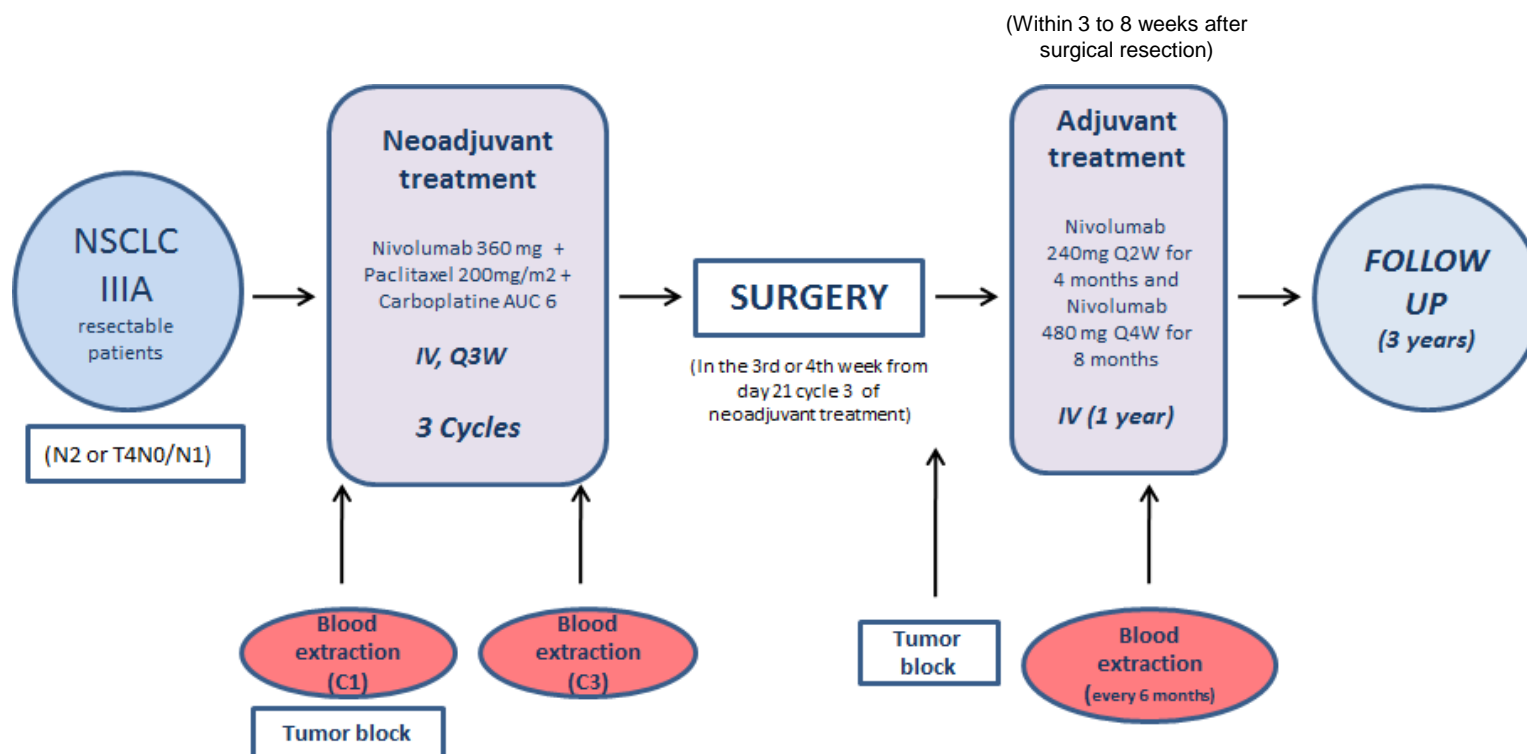 NSCLC
IIIA
resectable
patients
(N2 or T4N0/N1)
Neoadjuvant
treatment
Nivolumab 360 mg +
Paclitaxel 200mg/m2 +
Carboplatine AUC 6
IV, Q3W
3 Cycles
Blood
extraction
(C1)
Tumor block
Blood
extraction
(C3)
SURGERY
(In the 3rd or 4th week from
day 21 cycle 3 of
neoadjuvant treatment)
Tumor
block
(Within 3 to 8 weeks after
surgical resection)
Adjuvant
treatment
Nivolumab
240mg Q2W for
4 months and
Nivolumab
480 mg Q4W for
8 months
IV (1 year)
Blood
extraction
(every 6 months)
FOLLOW
UP
(3 years)